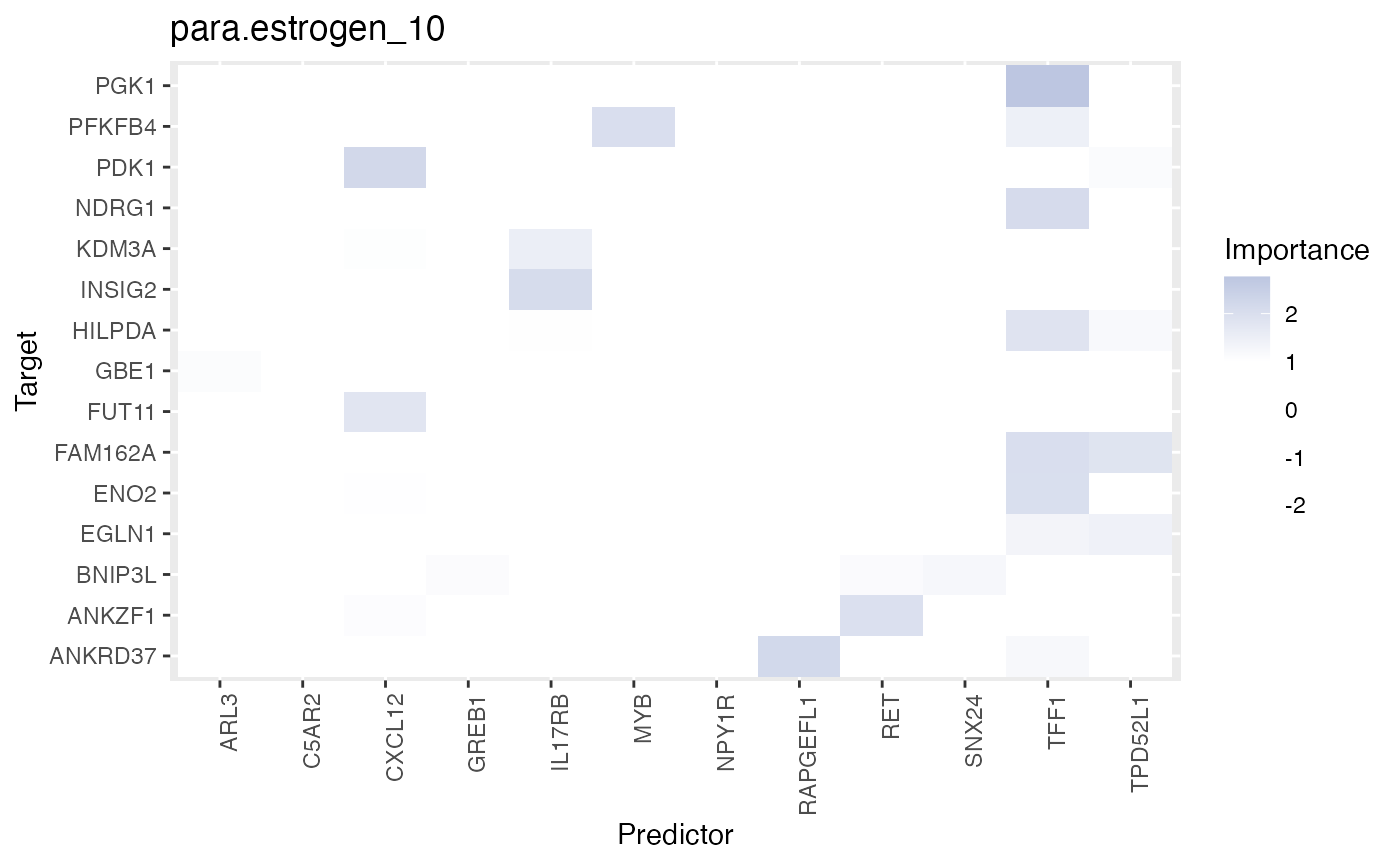 para.estrogen_10
Target
PGK1
PFKFB4
PDK1
NDRG1
KDM3A
INSIG2
HILPDA
GBE1
FUT11
FAM162A
ENO2
EGLN1
BNIP3L
ANKZF1
ANKRD37
ARL3
C5AR2
CXCL12
GREB1
IL17RB
MYB
NPY1R
RAPGEFL1
RET
SNX24
TFF1
TPD52L1
Predictor
Importance
2
1
0
-1
-2